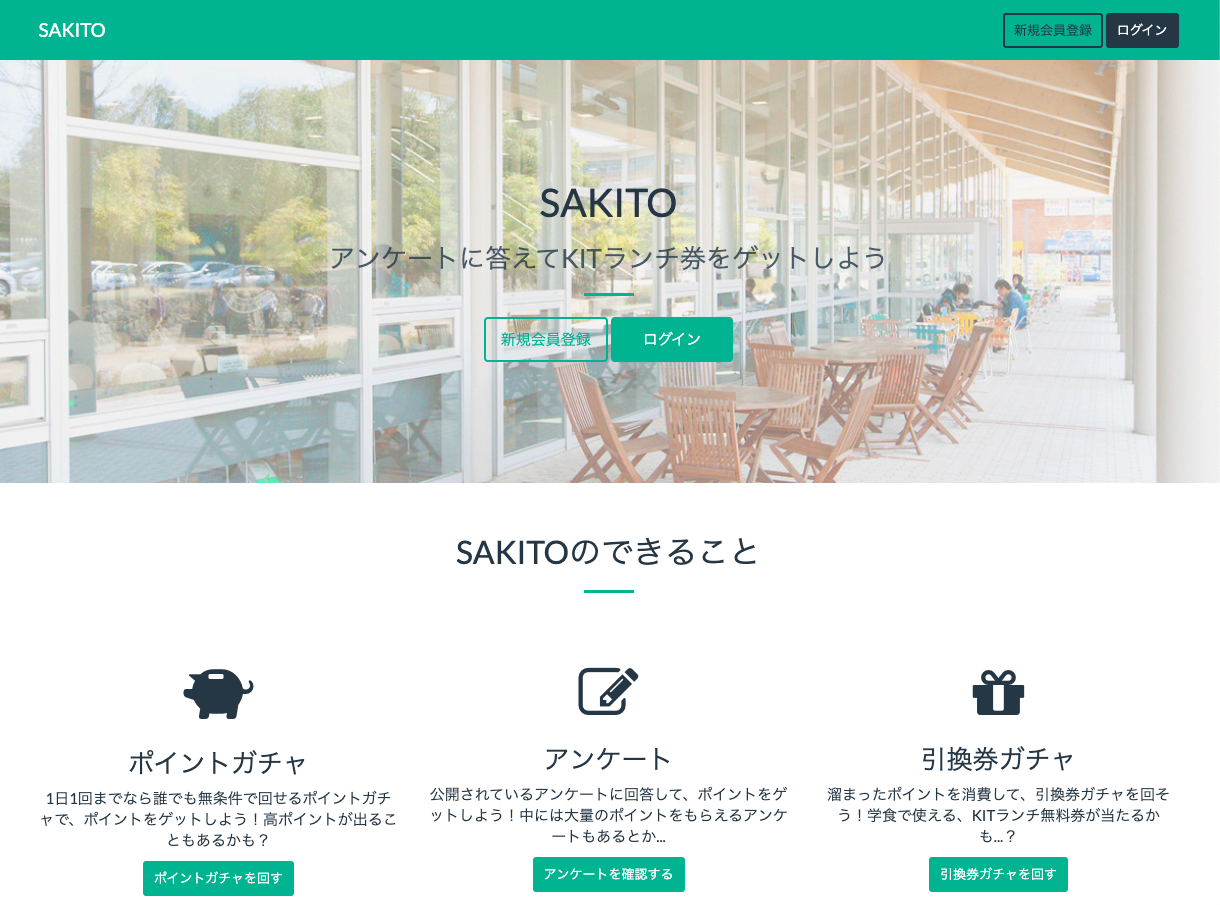 SAKITO
新規会員登録
ログイン
SAKITO
アンケートに答えてKITランチ券をゲットしよう
新規会員登録
ログイン
SAKITOのできること
ポイントガチャ
1日1回までなら誰でも無条件で回せるポイントガチ
ャで、ポイントをゲットしよう！高ポイントが出るこ
ともあるかも？
ポイントガチャを回す
アンケート
公開されているアンケートに回答して、ポイントをゲ
ットしよう！中には大量のポイントをもらえるアンケ
ートもあるとか...
アンケートを確認する
引換券ガチャ
溜まったポイントを消費して、引換券ガチャを回そ
う！学食で使える、KITランチ無料券が当たるか
も...？
引換券ガチャを回す